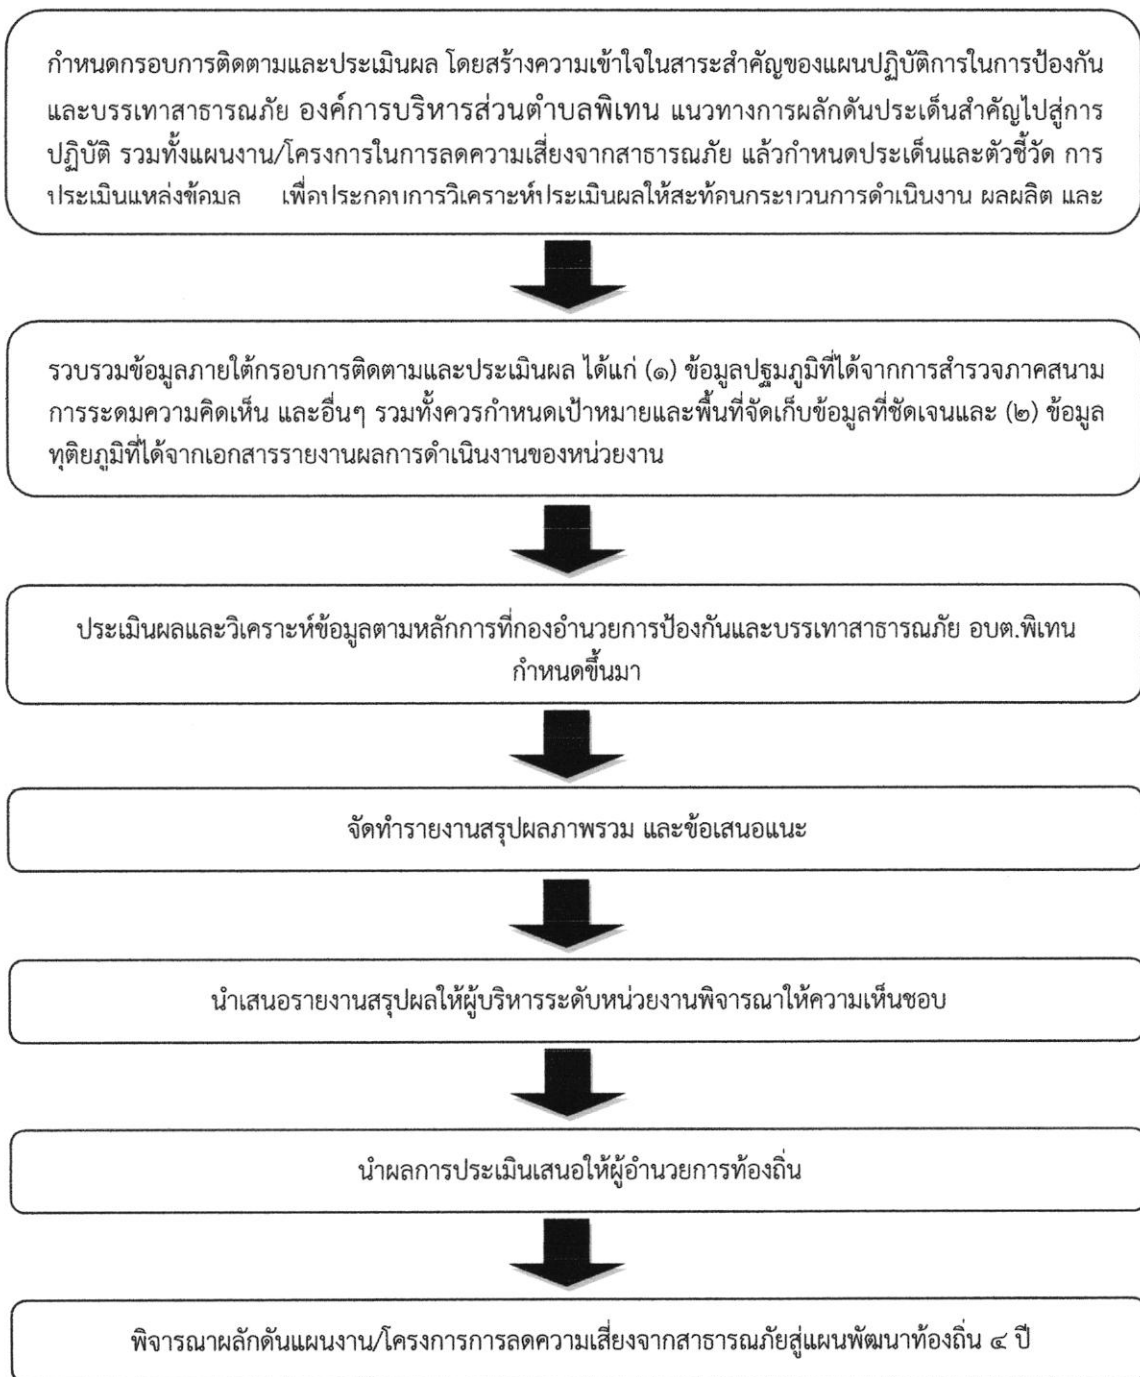 กำหนดกรอบการติดตามและประเมินผล โดยสร้างความเข้าใจในสาระสำคัญของแผนปฏิบัติการในการป้องกัน
และบรรเทาสาธารณภัย องค์การบริหารส่วนตำบลพิเทน แนวทางการผลักดันประเด็นสำคัญไปสู่การ
ปฏิบัติ รวมทั้งแผนงาน/โครงการในการลดความเสี่ยงจากสาธารณภัย แล้วกำหนดประเด็นและตัวชี้วัด การ
ประเมินแหล่งข้อมูล เพื่อประกอบการวิเคราะห์ประเมินผลให้สะท้อนกระบวนการดำเนินงาน ผลผลิต และ
รวบรวมข้อมูลภายใต้กรอบการติดตามและประเมินผล ได้แก่ (๑) ข้อมูลปฐมภูมิที่ได้จากการสำรวจภาคสนาม
การระดมความคิดเห็น และอื่นๆ รวมทั้งควรกำหนดเป้าหมายและพื้นที่จัดเก็บข้อมูลที่ชัดเจนและ (๒) ข้อมูล
ทุติยภูมิที่ได้จากเอกสารรายงานผลการดำเนินงานของหน่วยงาน
ประเมินผลและวิเคราะห์ข้อมูลตามหลักการที่กองอำนวยการป้องกันและบรรเทาสาธารณภัย อบต.พิเทน
กำหนดขึ้นมา
จัดทำรายงานสรุปผลภาพรวม และข้อเสนอแนะ
นำเสนอรายงานสรุปผลให้ผู้บริหารระดับหน่วยงานพิจารณาให้ความเห็นชอบ
นำผลการประเมินเสนอให้ผู้อำนวยการท้องถิ่น
พิจารณาผลักดันแผนงาน/โครงการการลดความเสี่ยงจากสาธารณภัยสู่แผนพัฒนาท้องถิ่น ๔ ปี